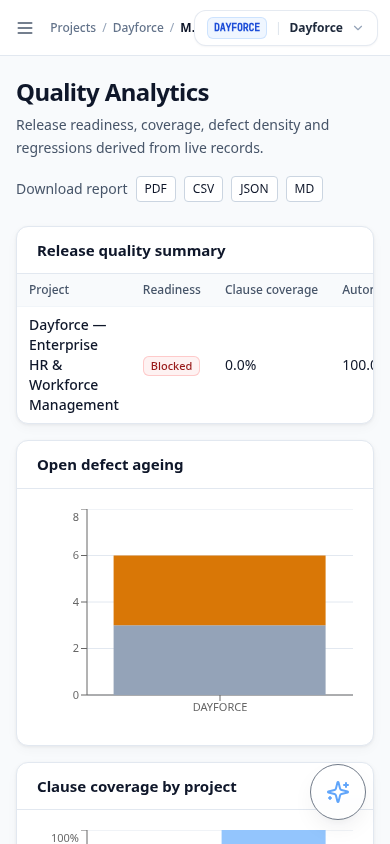 Projects / Dayforce / M.
DAYFORCE
Dayforce
Quality Analytics
Release readiness, coverage, defect density and
regressions derived from live records.
Download report PDF CSV JSON MD
Release quality summary
Project Readiness Clause coverage
Dayforce —
Enterprise
HR &
Workforce
Management
Blocked 0.0% 100.0
Open defect ageing
8
6
4
2
0
DAYFORCE
Clause coverage by project
100%